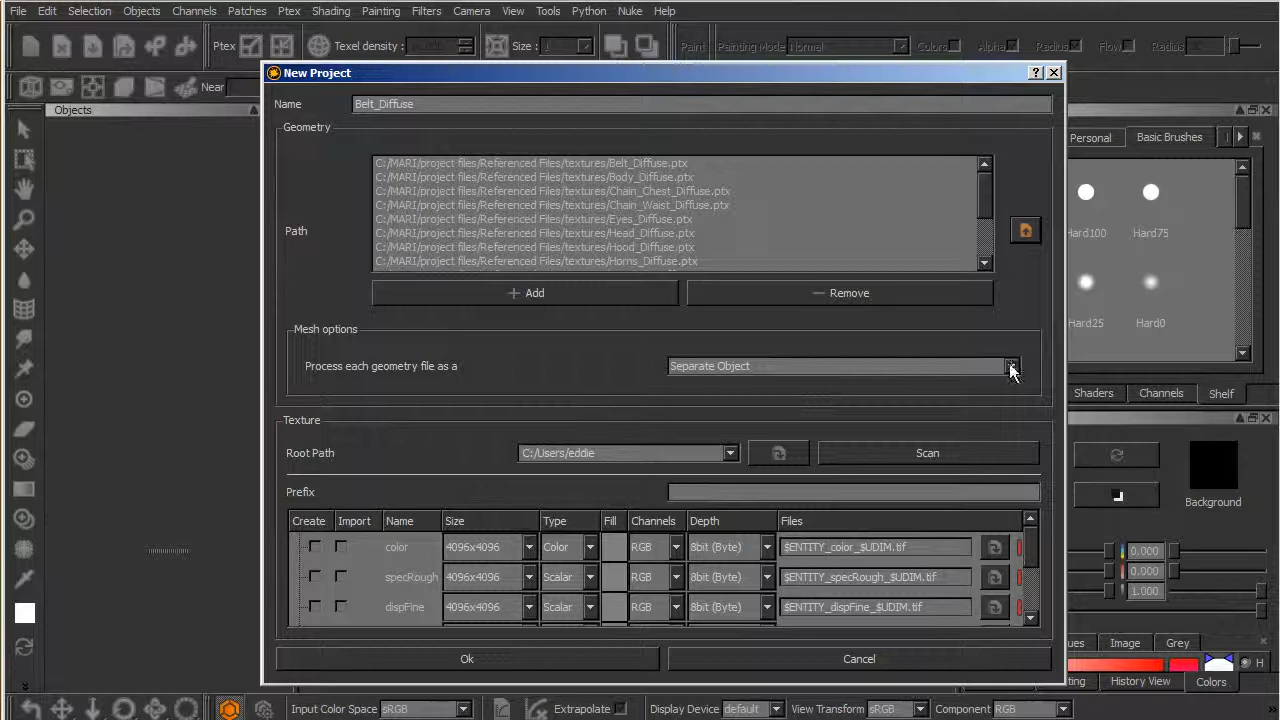 File Edit Selection Objects Channels Patches Ptex Shading Painting Filters Camera View Tools Python Nuke Help
Ptex Texel density : Size : 1 Paint Painting Mode Normal Colors Alpha Radius Flow Radius
Near
New Project
Objects
Name Belt_Diffuse
Geometry
Path
C:/MARI/project files/Referenced Files/textures/Belt_Diffuse.ptx
C:/MARI/project files/Referenced Files/textures/Body_Diffuse.ptx
C:/MARI/project files/Referenced Files/textures/Chain_Chest_Diffuse.ptx
C:/MARI/project files/Referenced Files/textures/Chain_Waist_Diffuse.ptx
C:/MARI/project files/Referenced Files/textures/Eyes_Diffuse.ptx
C:/MARI/project files/Referenced Files/textures/Head_Diffuse.ptx
C:/MARI/project files/Referenced Files/textures/Hood_Diffuse.ptx
C:/MARI/project files/Referenced Files/textures/Horns_Diffuse.ptx
+ Add — Remove
Mesh options
Process each geometry file as a Separate Object
Texture
Root Path C:/Users/eddie Scan
Prefix
Create Import Name Size Type Fill Channels Depth Files
color 4096x4096 Color RGB 8bit (Byte) $ENTITY_color_$UDIM.tif
specRough 4096x4096 Scalar RGB 8bit (Byte) $ENTITY_specRough_$UDIM.tif
dispFine 4096x4096 Scalar RGB 8bit (Byte) $ENTITY_dispFine_$UDIM.tif
Ok Cancel
Personal Basic Brushes
Hard100 Hard75
Hard25 Hard0
Shaders Channels Shelf
Background
0.000
0.000
1.000
Image Grey
H
History View Colors
Input Color Space sRGB Extrapolate Display Device default View Transform sRGB Component RGB